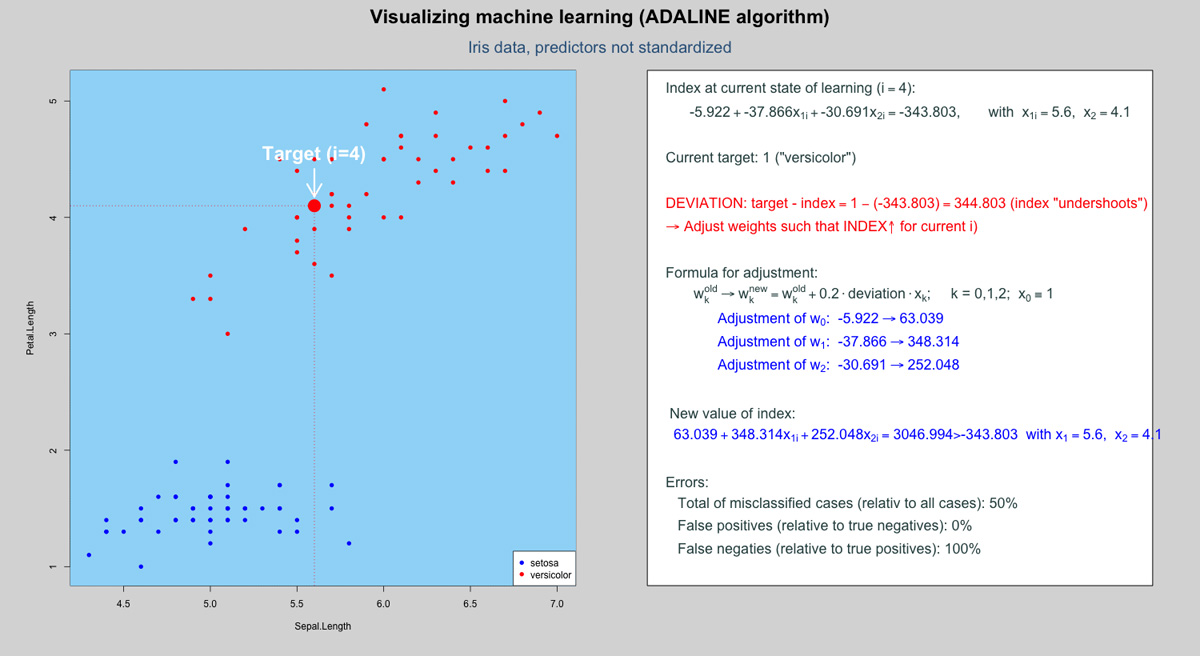 Visualizing machine learning (ADALINE algorithm)
Iris data, predictors not standardized
Petal.Length
5
4
3
2
1
Target (i=4)
setosa
versicolor
4.5 5.0 5.5 6.0 6.5 7.0
Sepal.Length
Index at current state of learning (i = 4):
-5.922 + -37.866x1i + -30.691x2i = -343.803, with x1i = 5.6, x2 = 4.1
Current target: 1 ("versicolor")
DEVIATION: target - index = 1 − (-343.803) = 344.803 (index "undershoots")
→ Adjust weights such that INDEX↑ for current i)
Formula for adjustment:
wk^old → wk^new = wk^old + 0.2 · deviation · xk; k = 0,1,2; x0 ≡ 1
Adjustment of w0: -5.922 → 63.039
Adjustment of w1: -37.866 → 348.314
Adjustment of w2: -30.691 → 252.048
New value of index:
63.039 + 348.314x1i + 252.048x2i = 3046.994>-343.803 with x1 = 5.6, x2 = 4.1
Errors:
Total of misclassified cases (relativ to all cases): 50%
False positives (relative to true negatives): 0%
False negaties (relative to true positives): 100%